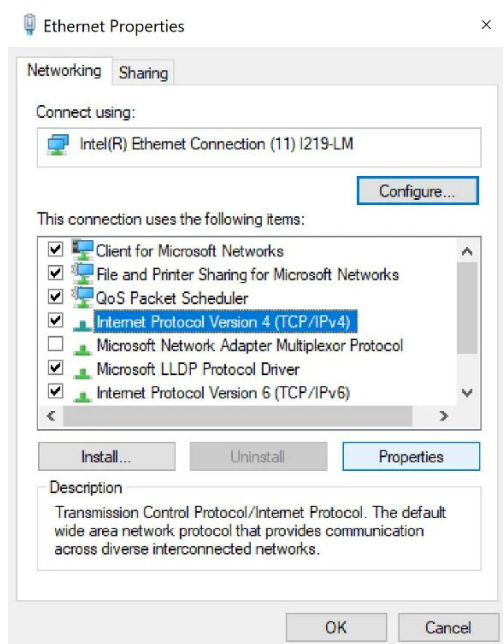 Ethernet Properties
Networking
Sharing
Connect using:
Intel(R) Ethernet Connection (11) I219-LM
Configure...
This connection uses the following items:
Client for Microsoft Networks
File and Printer Sharing for Microsoft Networks
QoS Packet Scheduler
Internet Protocol Version 4 (TCP/IPv4)
Microsoft Network Adapter Multiplexor Protocol
Microsoft LLDP Protocol Driver
Internet Protocol Version 6 (TCP/IPv6)
Install...
Uninstall
Properties
Description
Transmission Control Protocol/Internet Protocol. The default
wide area network protocol that provides communication
across diverse interconnected networks.
OK
Cancel